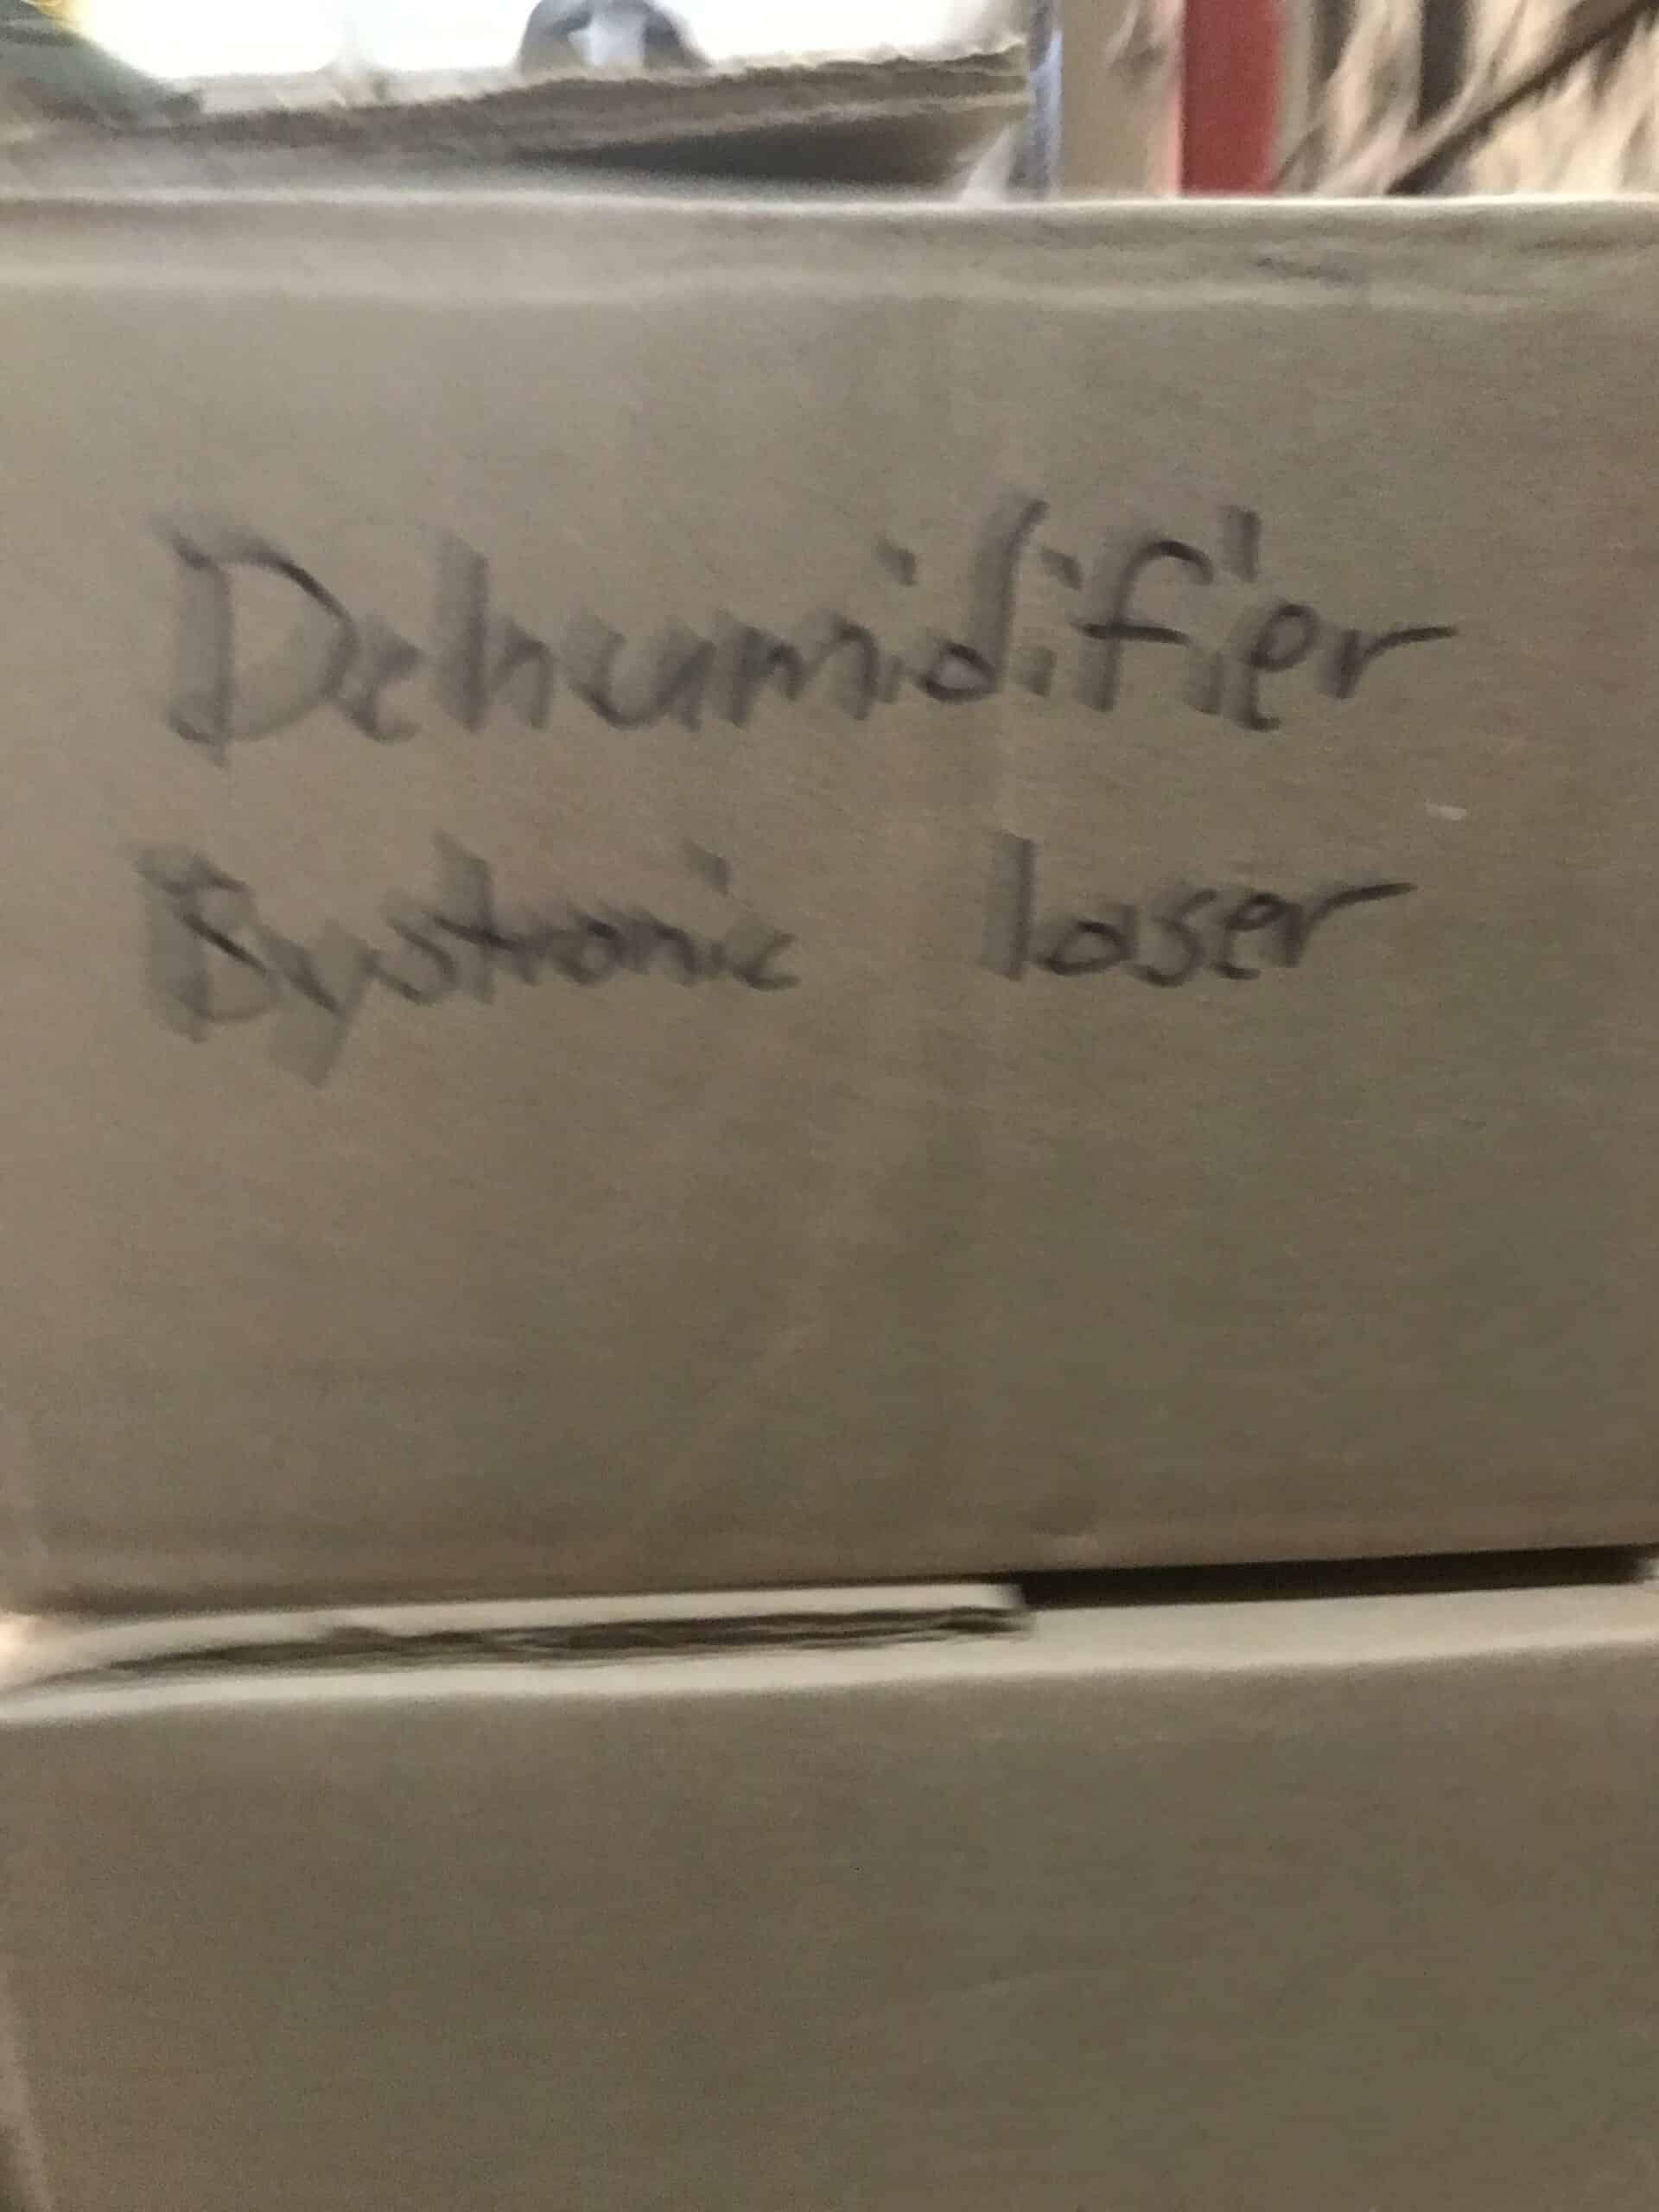 Dehumidifier
Bystronic laser